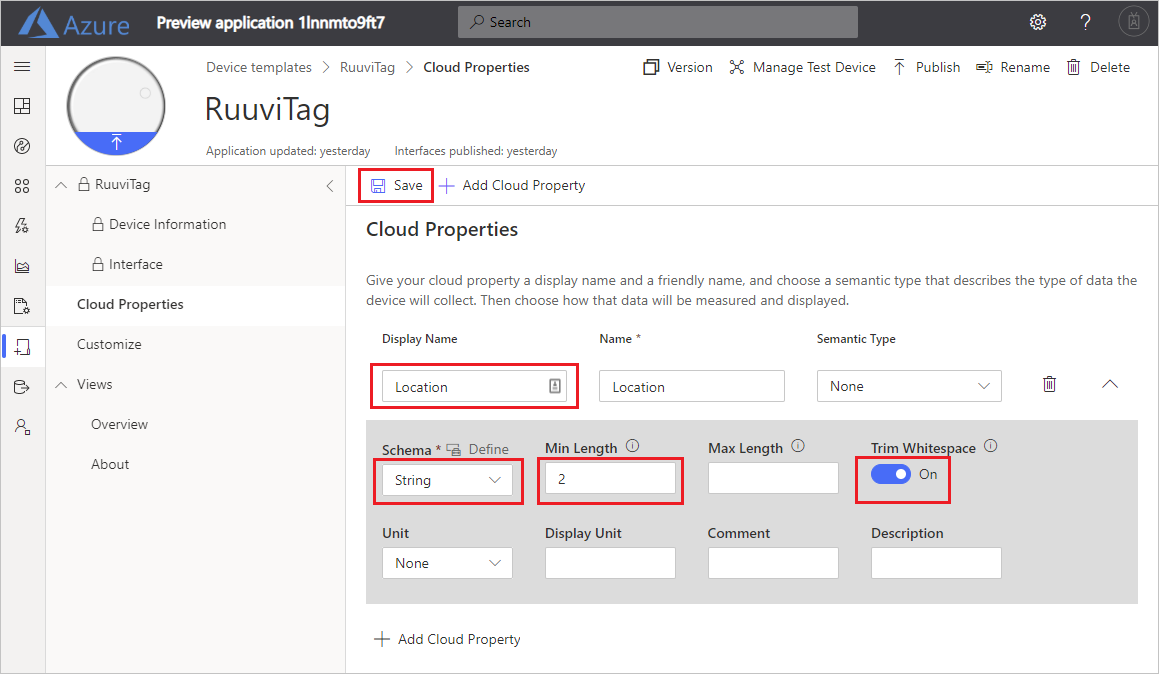 Azure Preview application 1lnnmto9ft7 Search ?
Device templates > RuuviTag > Cloud Properties Version Manage Test Device Publish Rename Delete
RuuviTag
Application updated: yesterday Interfaces published: yesterday
RuuviTag
Device Information
Interface
Cloud Properties
Customize
Views
Overview
About
Save Add Cloud Property
Cloud Properties
Give your cloud property a display name and a friendly name, and choose a semantic type that describes the type of data the
device will collect. Then choose how that data will be measured and displayed.
Display Name Name * Semantic Type
Location Location None
Schema * Define Min Length Max Length Trim Whitespace
String 2 On
Unit Display Unit Comment Description
None
Add Cloud Property